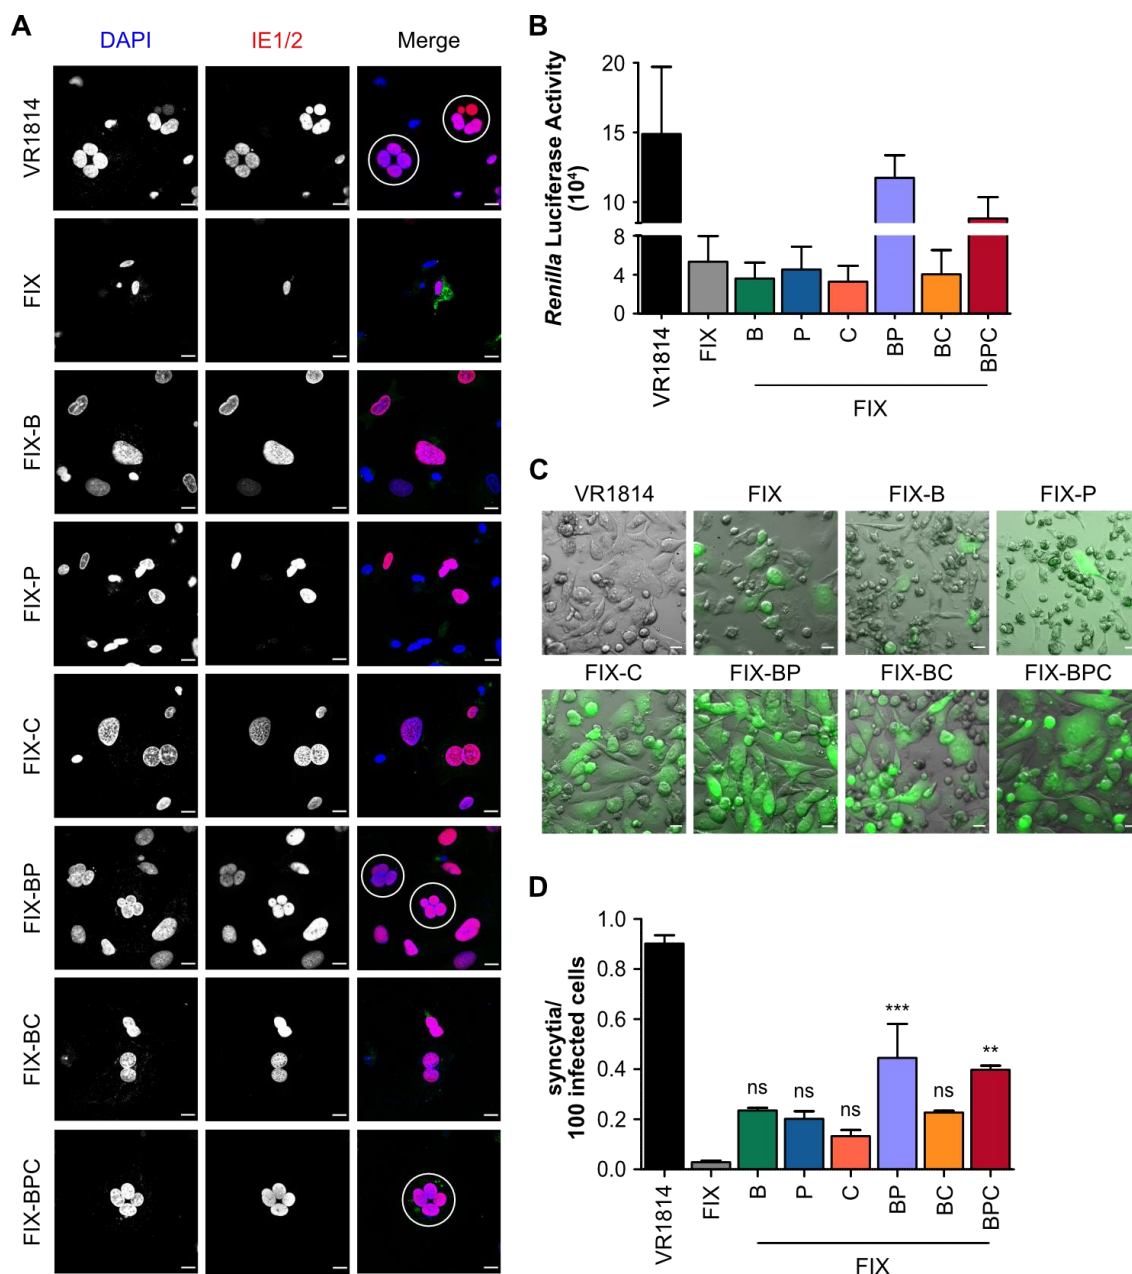 A
DAPI
IE1/2
Merge
VR1814
FIX
FIX-B
FIX-P
FIX-C
FIX-BP
FIX-BC
FIX-BPC
B
Renilla Luciferase Activity
(10⁴)
20
15
10
8
4
0
VR1814
FIX
B
P
C
BP
BC
BPC
FIX
C
VR1814
FIX
FIX-B
FIX-P
FIX-C
FIX-BP
FIX-BC
FIX-BPC
D
syncytia/
100 infected cells
1.0
0.8
0.6
0.4
0.2
0.0
ns
ns
ns
***
ns
**
VR1814
FIX
B
P
C
BP
BC
BPC
FIX